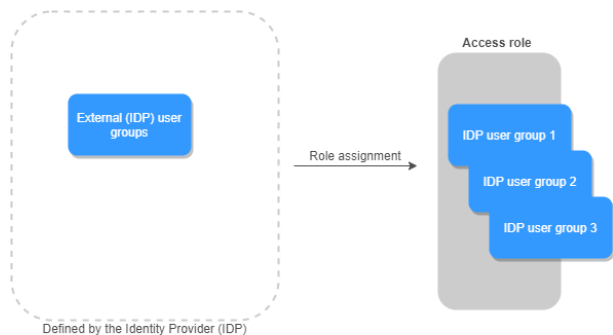 Access role
External (IDP) user
groups
IDP user group 1
Role assignment
IDP user group 2
IDP user group 3
Defined by the Identity Provider (IDP)